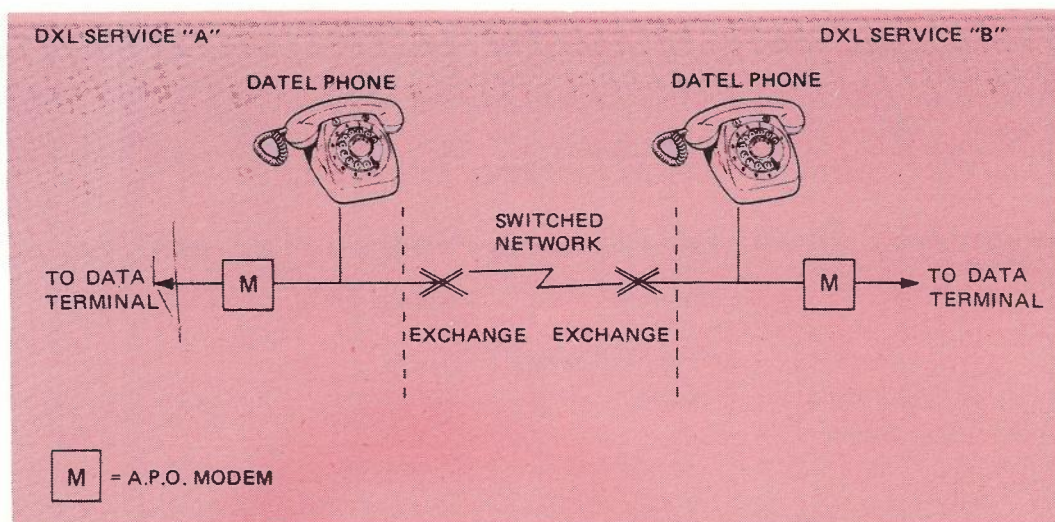 DXL SERVICE "A"
DXL SERVICE "B"
DATEL PHONE
DATEL PHONE
SWITCHED
NETWORK
TO DATA
TERMINAL
M
M
TO DATA
TERMINAL
EXCHANGE
EXCHANGE
M = A.P.O. MODEM